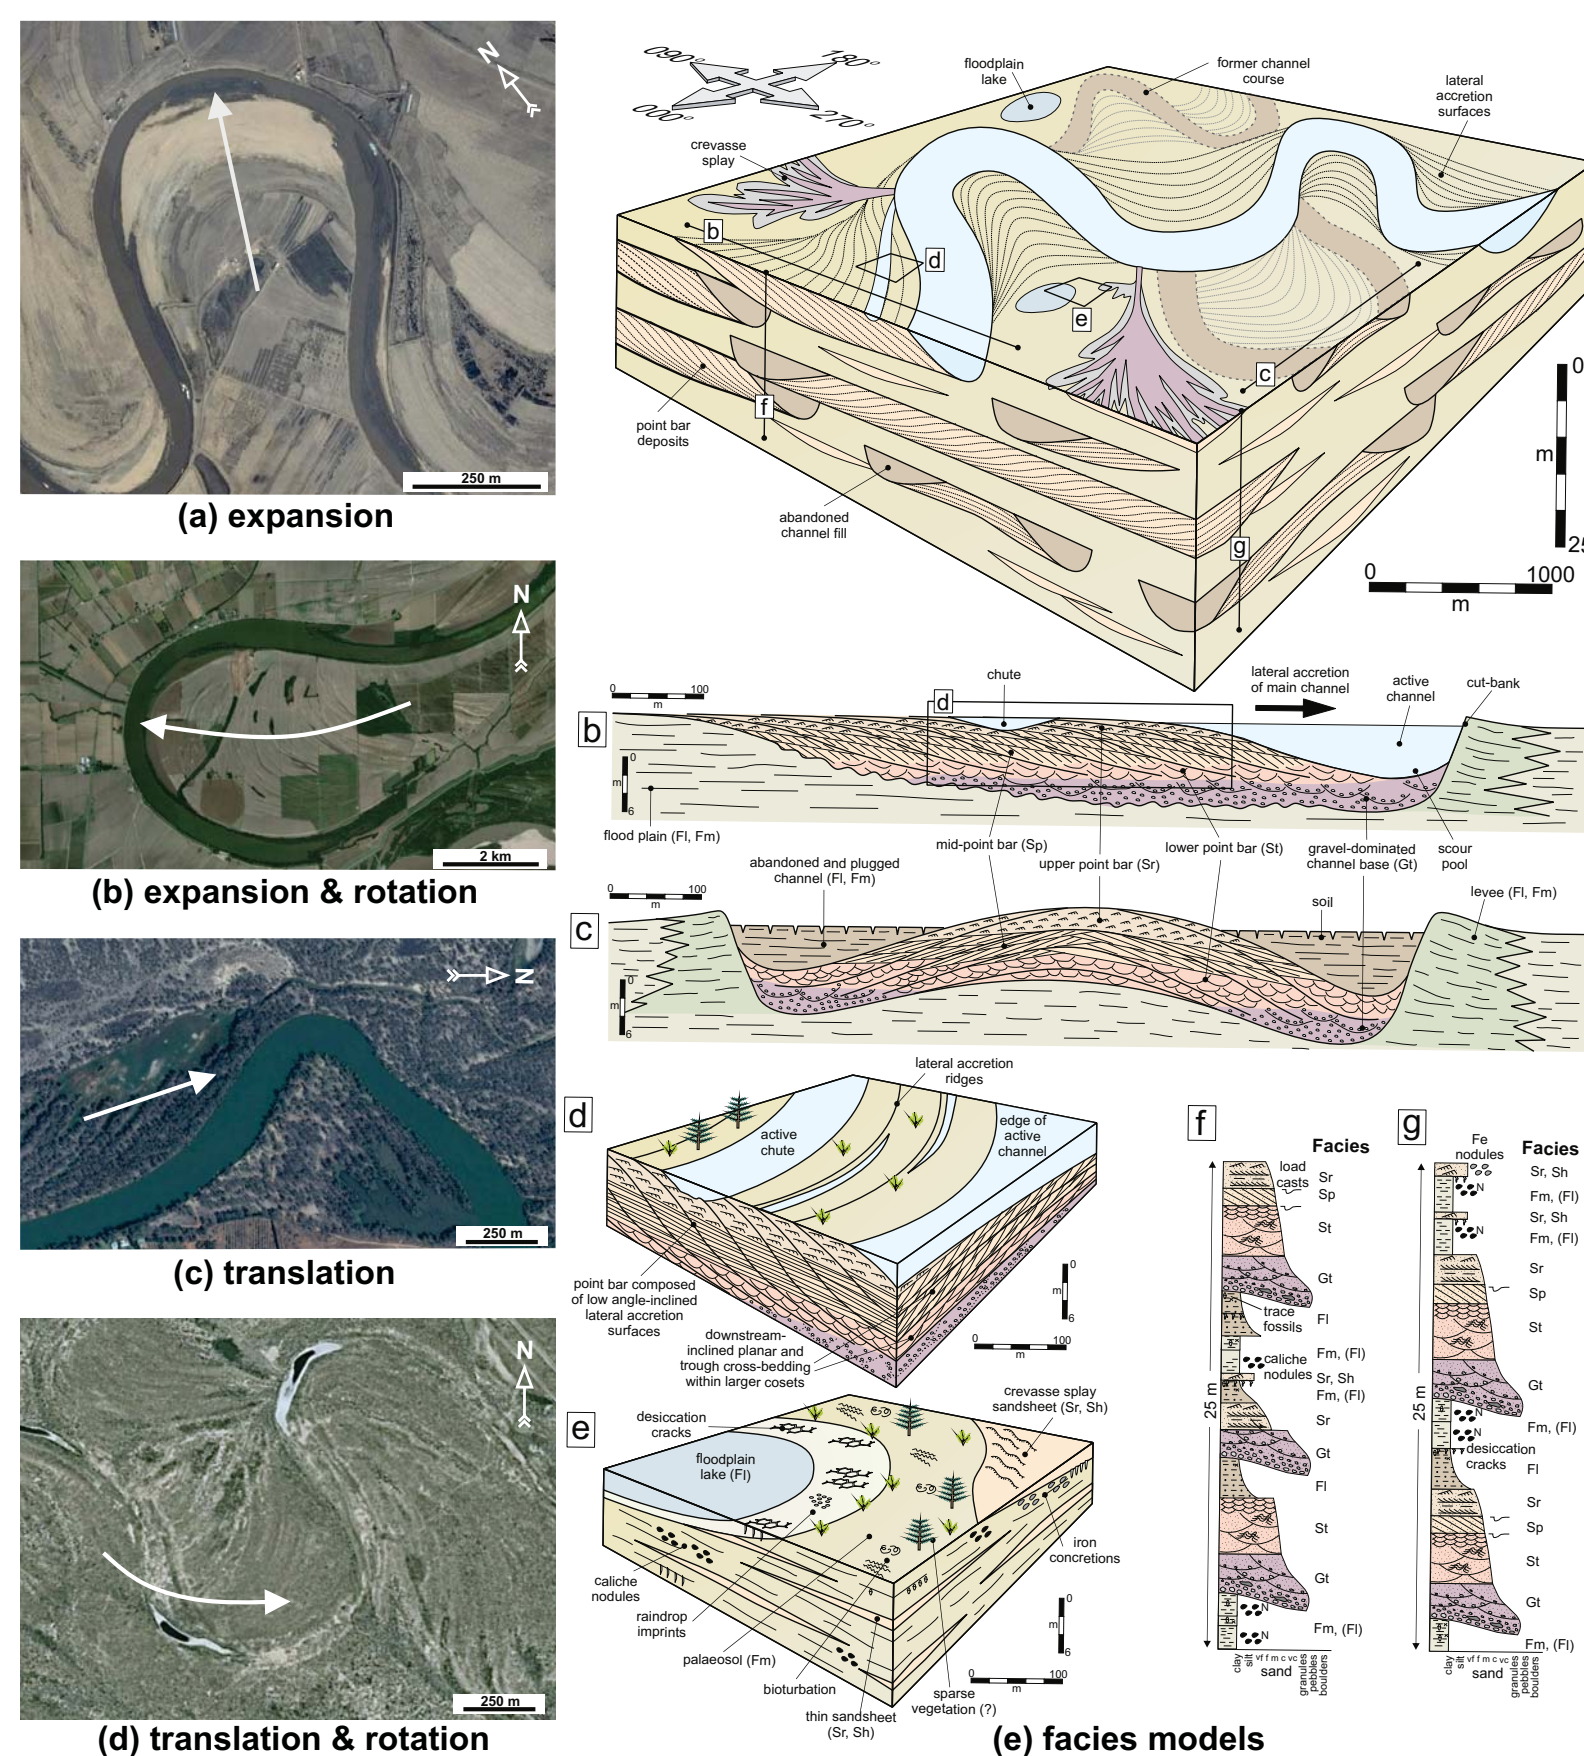 N
250 m
(a) expansion
N
2 km
(b) expansion & rotation
N
250 m
(c) translation
N
250 m
(d) translation & rotation
090°
180°
000°
270°
floodplain
lake
former channel
course
lateral
accretion
surfaces
crevasse
splay
b
d
e
c
f
g
point bar
deposits
abandoned
channel fill
0
m
25
0
1000
m
b
0
100
m
chute
d
lateral accretion
of main channel
active
channel
cut-bank
0
m
6
flood plain (Fl, Fm)
mid-point bar (Sp)
upper point bar (Sr)
lower point bar (St)
gravel-dominated
channel base (Gt)
scour
pool
c
0
100
m
abandoned and plugged
channel (Fl, Fm)
soil
levee (Fl, Fm)
0
m
6
d
lateral accretion
ridges
active
chute
edge of
active
channel
point bar composed
of low angle-inclined
lateral accretion
surfaces
downstream-
inclined planar and
trough cross-bedding
within larger cosets
0
m
6
0
100
m
e
desiccation
cracks
crevasse splay
sandsheet (Sr, Sh)
floodplain
lake (Fl)
caliche
nodules
raindrop
imprints
palaeosol (Fm)
bioturbation
thin sandsheet
(Sr, Sh)
sparse
vegetation (?)
iron
concretions
0
m
6
0
100
m
f
Facies
load
casts
Sr
Sp
St
Gt
trace
fossils
Fl
Fm, (Fl)
caliche
nodules
Sr, Sh
Fm, (Fl)
Sr
Gt
Fl
St
Gt
N
N
Fm, (Fl)
25 m
clay
silt
vf f m c vc
sand
granules
pebbles
boulders
g
Fe
nodules
Facies
Sr, Sh
N
Fm, (Fl)
Sr, Sh
N
Fm, (Fl)
Sr
Sp
St
Gt
N
N
Fm, (Fl)
desiccation
cracks
Fl
Sr
Sp
St
Gt
Fm, (Fl)
25 m
clay
silt
vf f m c vc
sand
granules
pebbles
boulders
(e) facies models